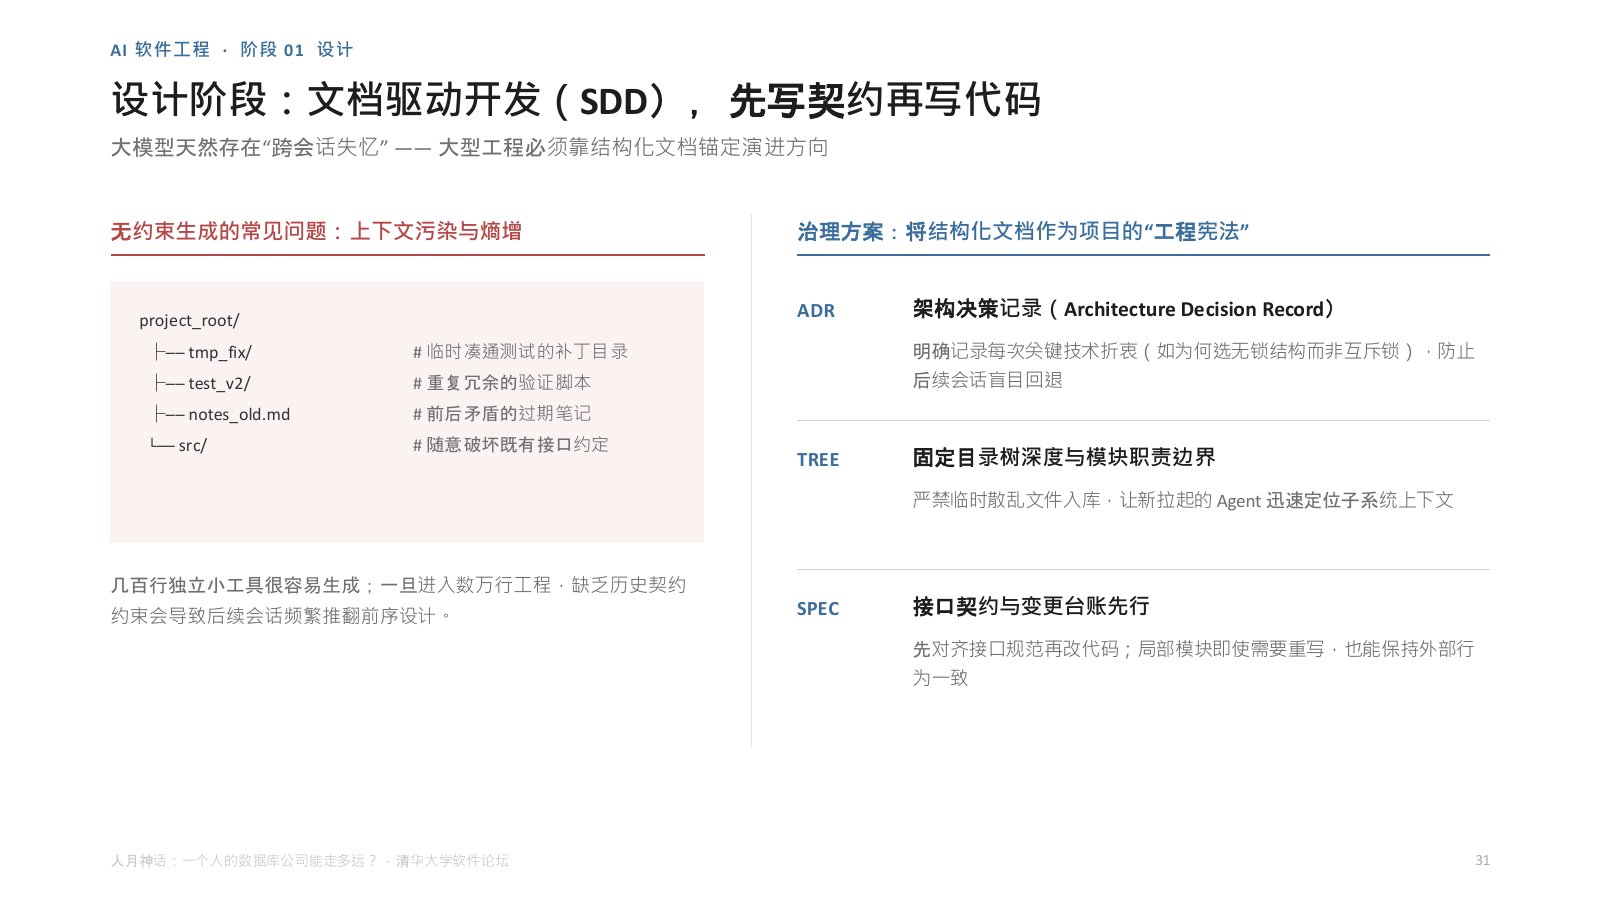 AI 软件工程 · 阶段 01 设计
设计阶段：文档驱动开发（SDD），先写契约再写代码
大模型天然存在“跨会话失忆” —— 大型工程必须靠结构化文档锚定演进方向
无约束生成的常见问题：上下文污染与熵增
project_root/
├── tmp_fix/ # 临时凑通测试的补丁目录
├── test_v2/ # 重复冗余的验证脚本
├── notes_old.md # 前后矛盾的过期笔记
└── src/ # 随意破坏既有接口约定
几百行独立小工具很容易生成；一旦进入数万行工程，缺乏历史契约
约束会导致后续会话频繁推翻前序设计。
治理方案：将结构化文档作为项目的“工程宪法”
ADR 架构决策记录（Architecture Decision Record）
明确记录每次关键技术折衷（如为何选无锁结构而非互斥锁），防止
后续会话盲目回退
TREE 固定目录树深度与模块职责边界
严禁临时散乱文件入库，让新拉起的 Agent 迅速定位子系统上下文
SPEC 接口契约与变更台账先行
先对齐接口规范再改代码；局部模块即使需要重写，也能保持外部行
为一致
人月神话：一个人的数据库公司能走多远？ · 清华大学软件论坛
31